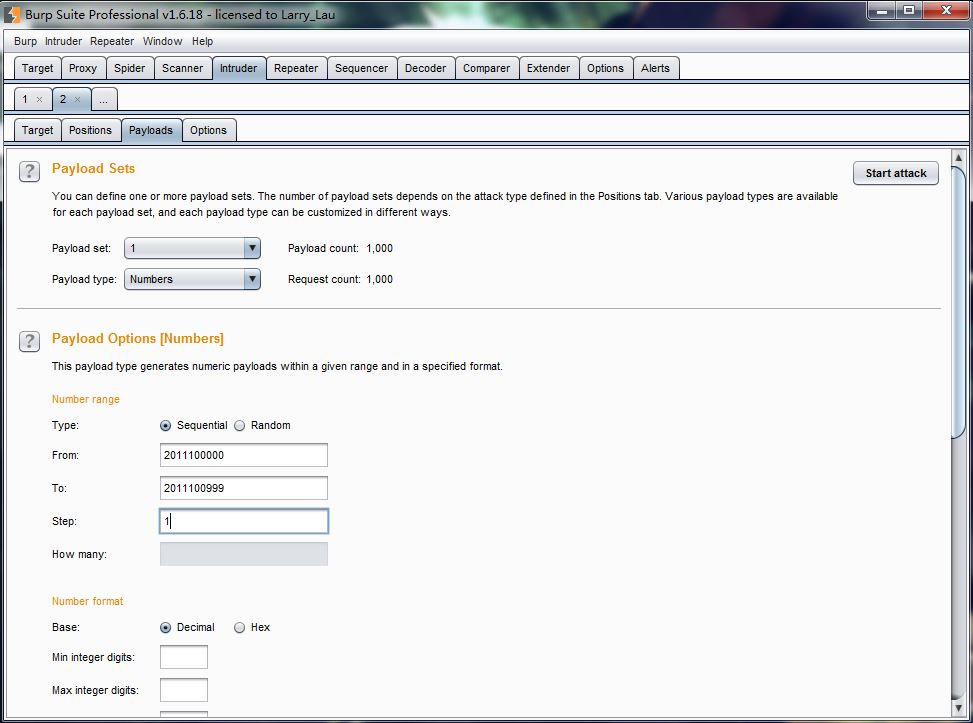 Burp Suite Professional v1.6.18 - licensed to Larry_Lau
Burp Intruder Repeater Window Help
Target Proxy Spider Scanner Intruder Repeater Sequencer Decoder Comparer Extender Options Alerts
1 × 2 × ...
Target Positions Payloads Options
? Payload Sets Start attack
You can define one or more payload sets. The number of payload sets depends on the attack type defined in the Positions tab. Various payload types are available
for each payload set, and each payload type can be customized in different ways.
Payload set: 1 Payload count: 1,000
Payload type: Numbers Request count: 1,000
? Payload Options [Numbers]
This payload type generates numeric payloads within a given range and in a specified format.
Number range
Type: Sequential Random
From: 2011100000
To: 2011100999
Step: 1
How many:
Number format
Base: Decimal Hex
Min integer digits:
Max integer digits: